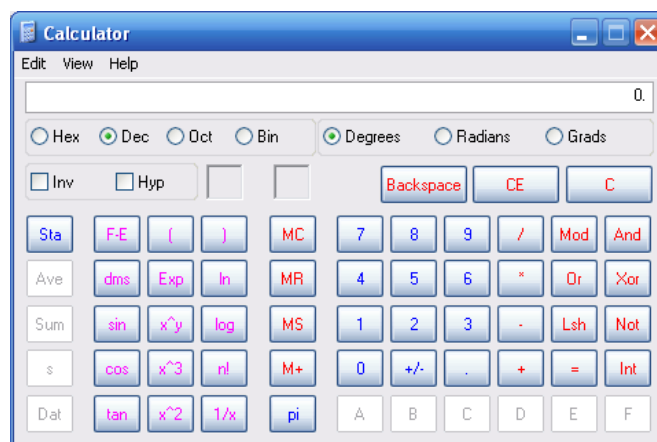 Calculator
Edit View Help
0.
Hex Dec Oct Bin Degrees Radians Grads
Inv Hyp Backspace CE C
Sta F-E ( ) MC 7 8 9 / Mod And
Ave dms Exp ln MR 4 5 6 * Or Xor
Sum sin x^y log MS 1 2 3 - Lsh Not
s cos x^3 n! M+ 0 +/- . + = Int
Dat tan x^2 1/x pi A B C D E F